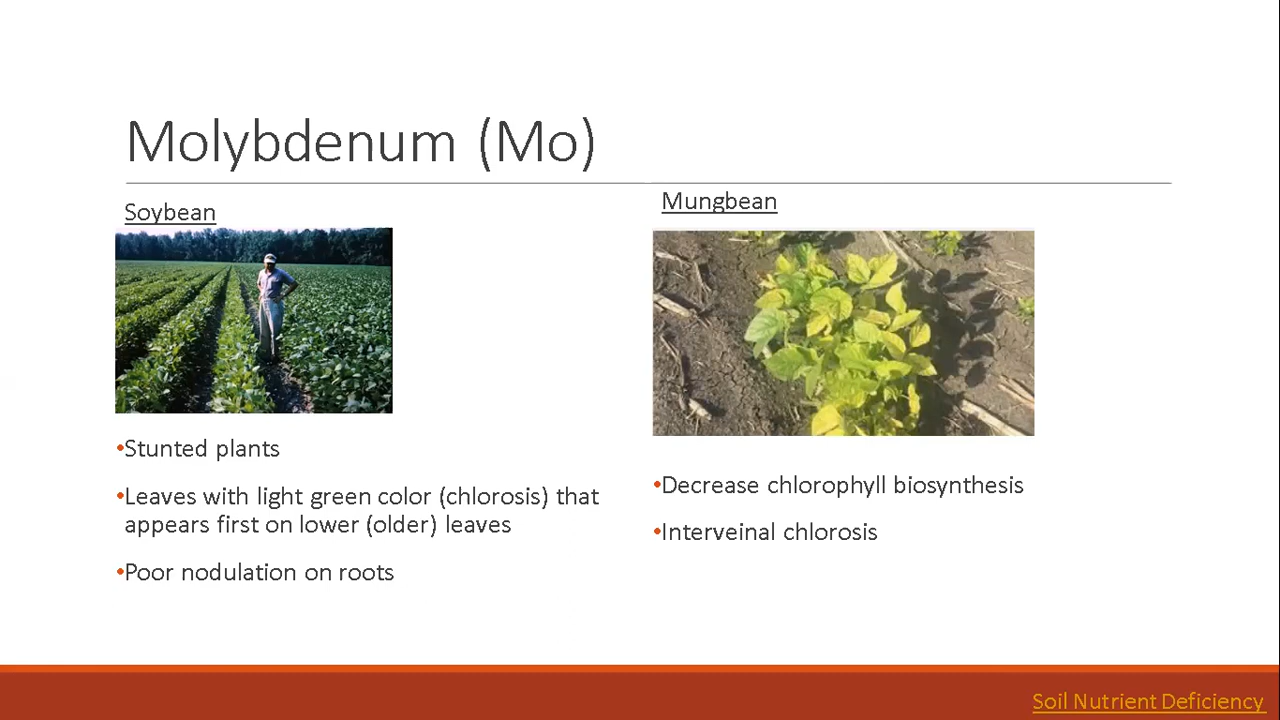 Molybdenum (Mo)
Soybean
•Stunted plants
•Leaves with light green color (chlorosis) that
appears first on lower (older) leaves
•Poor nodulation on roots
Mungbean
•Decrease chlorophyll biosynthesis
•Interveinal chlorosis
Soil Nutrient Deficiency